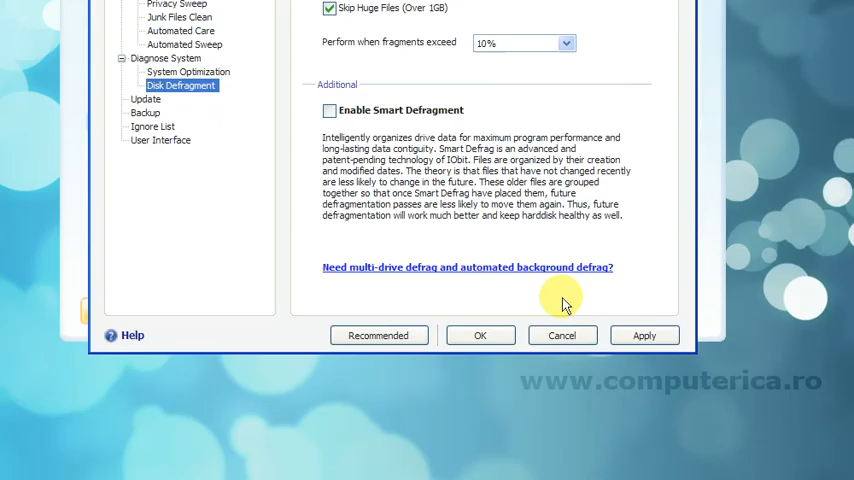 Privacy Sweep
Junk Files Clean
Automated Care
Automated Sweep
Diagnose System
System Optimization
Disk Defragment
Update
Backup
Ignore List
User Interface
Skip Huge Files (Over 1GB)
Perform when fragments exceed 10%
Additional
Enable Smart Defragment
Intelligently organizes drive data for maximum program performance and
long-lasting data contiguity. Smart Defrag is an advanced and
patent-pending technology of IObit. Files are organized by their creation
and modified dates. The theory is that files that have not changed recently
are less likely to change in the future. These older files are grouped
together so that once Smart Defrag have placed them, future
defragmentation passes are less likely to move them again. Thus, future
defragmentation will work much better and keep harddisk healthy as well.
Need multi-drive defrag and automated background defrag?
Help Recommended OK Cancel Apply
www.computerica.ro